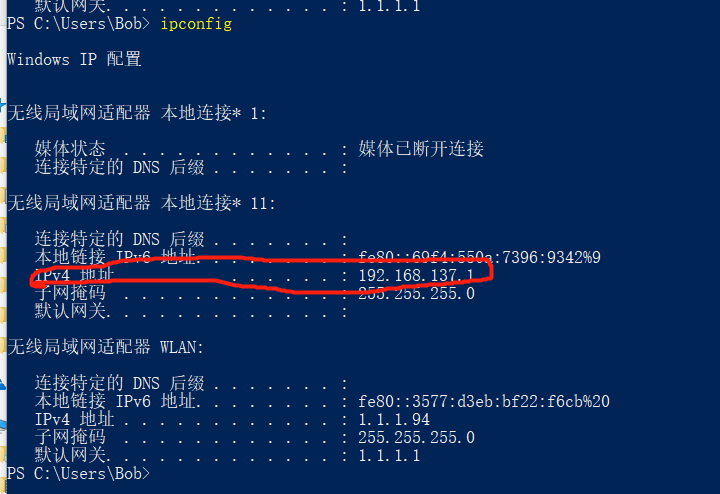 默认网关. . . . . . . . . . . . . : 1.1.1.1
PS C:\Users\Bob> ipconfig
Windows IP 配置
无线局域网适配器 本地连接* 1:
媒体状态 . . . . . . . . . . . . : 媒体已断开连接
连接特定的 DNS 后缀 . . . . . . . :
无线局域网适配器 本地连接* 11:
连接特定的 DNS 后缀 . . . . . . . :
本地链接 IPv6 地址. . . . . . . . : fe80::69f4:550a:7396:9342%9
IPv4 地址 . . . . . . . . . . . . : 192.168.137.1
子网掩码 . . . . . . . . . . . . : 255.255.255.0
默认网关. . . . . . . . . . . . . :
无线局域网适配器 WLAN:
连接特定的 DNS 后缀 . . . . . . . :
本地链接 IPv6 地址. . . . . . . . : fe80::3577:d3eb:bf22:f6cb%20
IPv4 地址 . . . . . . . . . . . . : 1.1.1.94
子网掩码 . . . . . . . . . . . . : 255.255.255.0
默认网关. . . . . . . . . . . . . : 1.1.1.1
PS C:\Users\Bob>